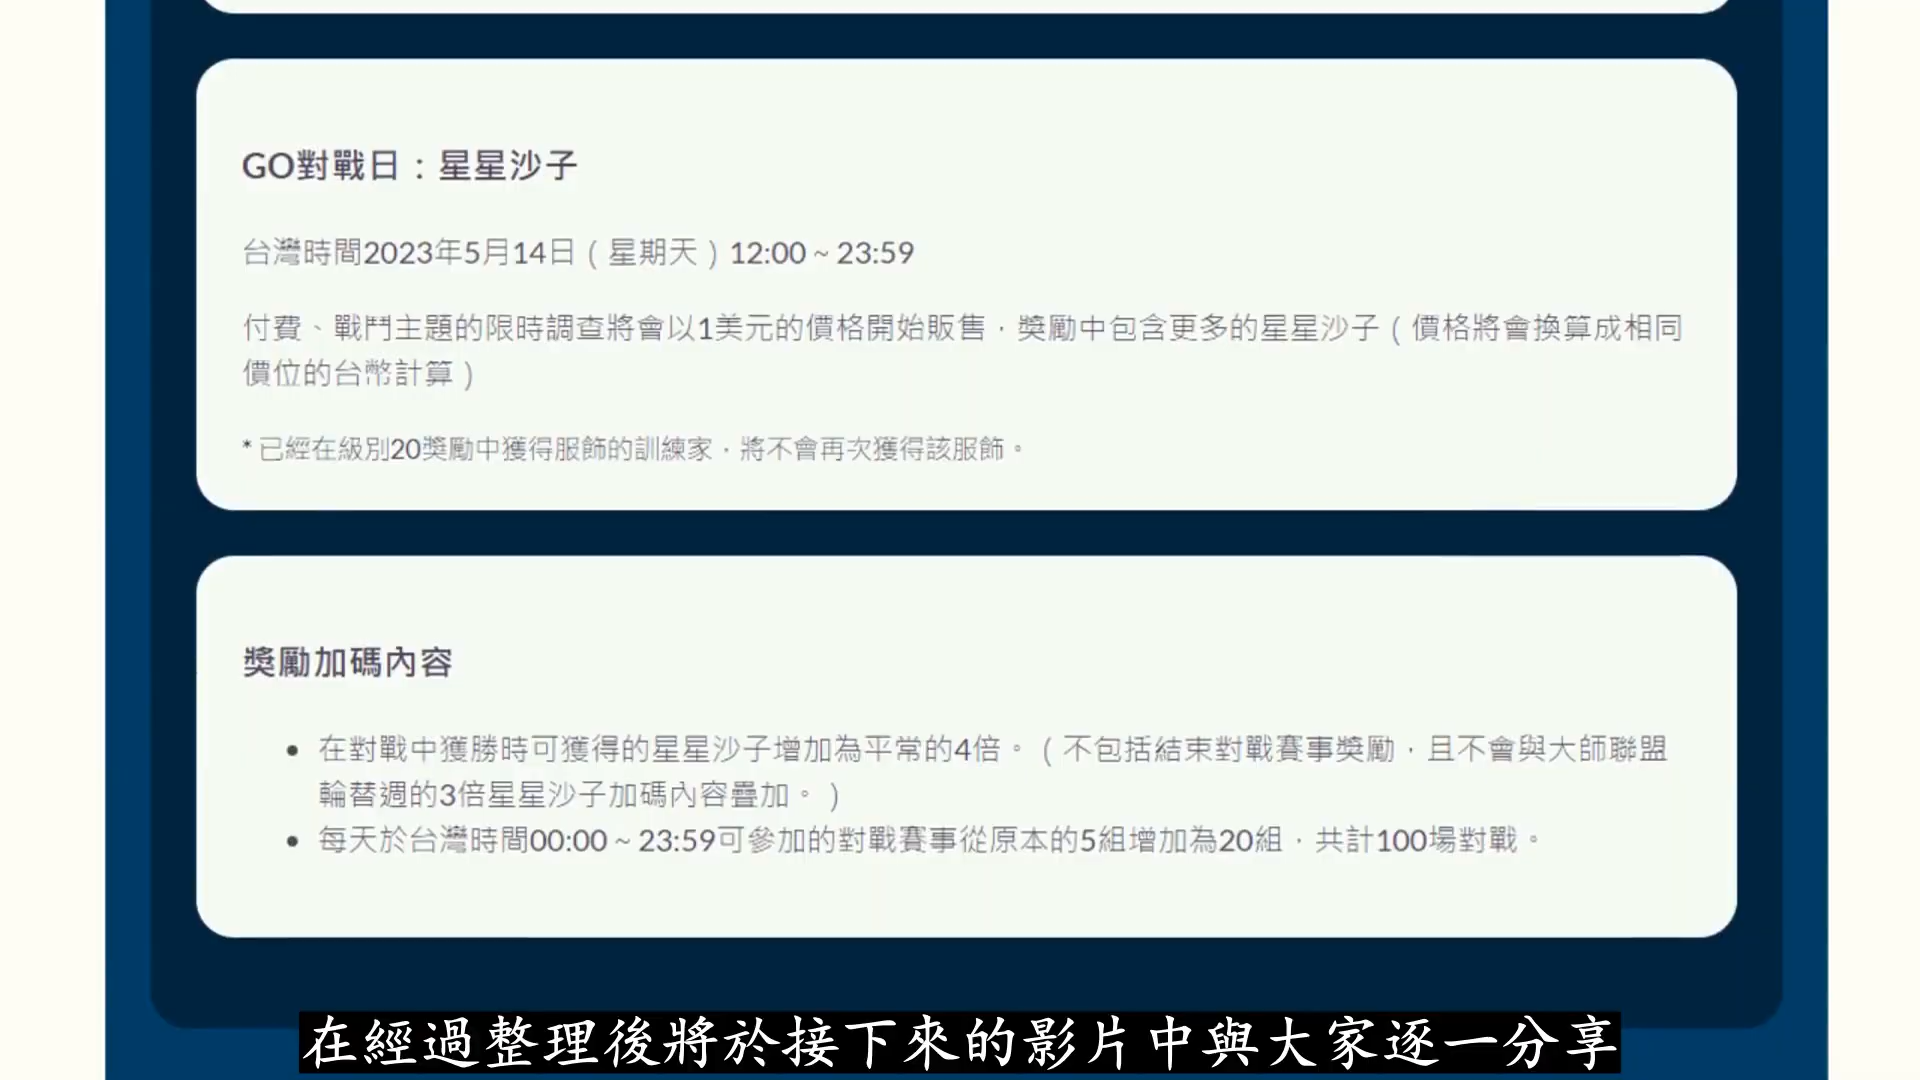 GO對戰日：星星沙子
台灣時間2023年5月14日（星期天）12:00 ~ 23:59
付費、戰鬥主題的限時調查將會以1美元的價格開始販售，獎勵中包含更多的星星沙子（價格將會換算成相同
價位的台幣計算）
* 已經在級別20獎勵中獲得服飾的訓練家，將不會再次獲得該服飾。
獎勵加碼內容
• 在對戰中獲勝時可獲得的星星沙子增加為平常的4倍。（不包括結束對戰賽事獎勵，且不會與大師聯盟
輪替週的3倍星星沙子加碼內容疊加。）
• 每天於台灣時間00:00 ~ 23:59可參加的對戰賽事從原本的5組增加為20組，共計100場對戰。
在經過整理後將於接下來的影片中與大家逐一分享